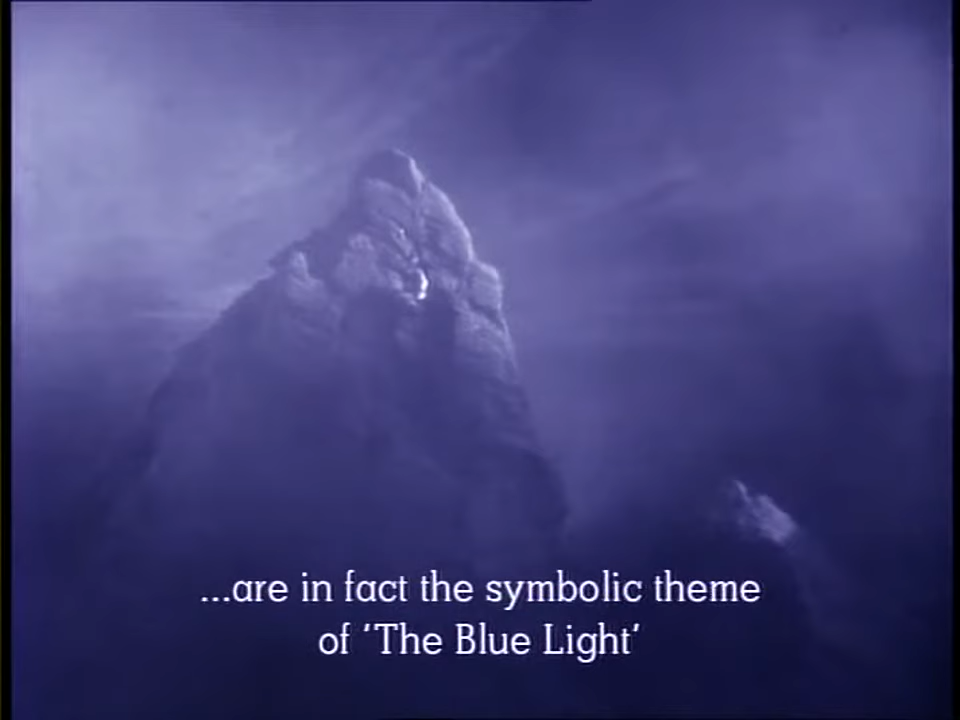 ...are in fact the symbolic theme
of 'The Blue Light'